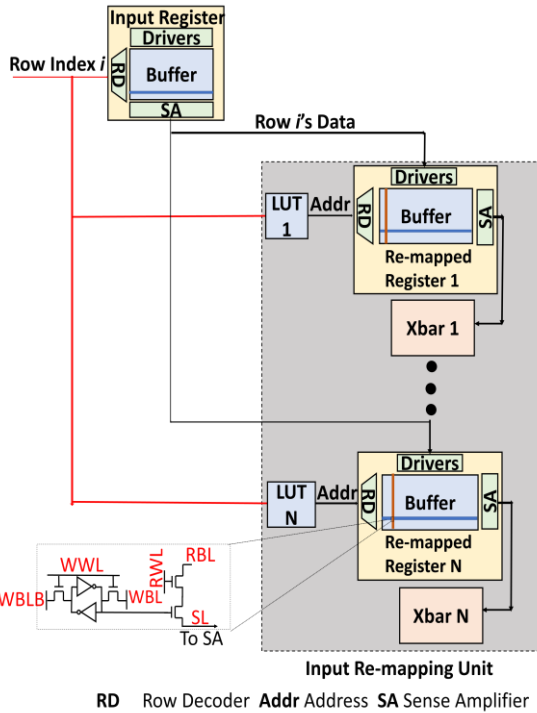 Input Register
Drivers
Row Index i
RD
Buffer
SA
Row i's Data
Drivers
LUT
1
Addr
RD
Buffer
SA
Re-mapped
Register 1
Xbar 1
Drivers
LUT
N
Addr
RD
Buffer
SA
Re-mapped
Register N
WWL
RBL
RWL
WBLB
WBL
SL
To SA
Xbar N
Input Re-mapping Unit
RD Row Decoder Addr Address SA Sense Amplifier